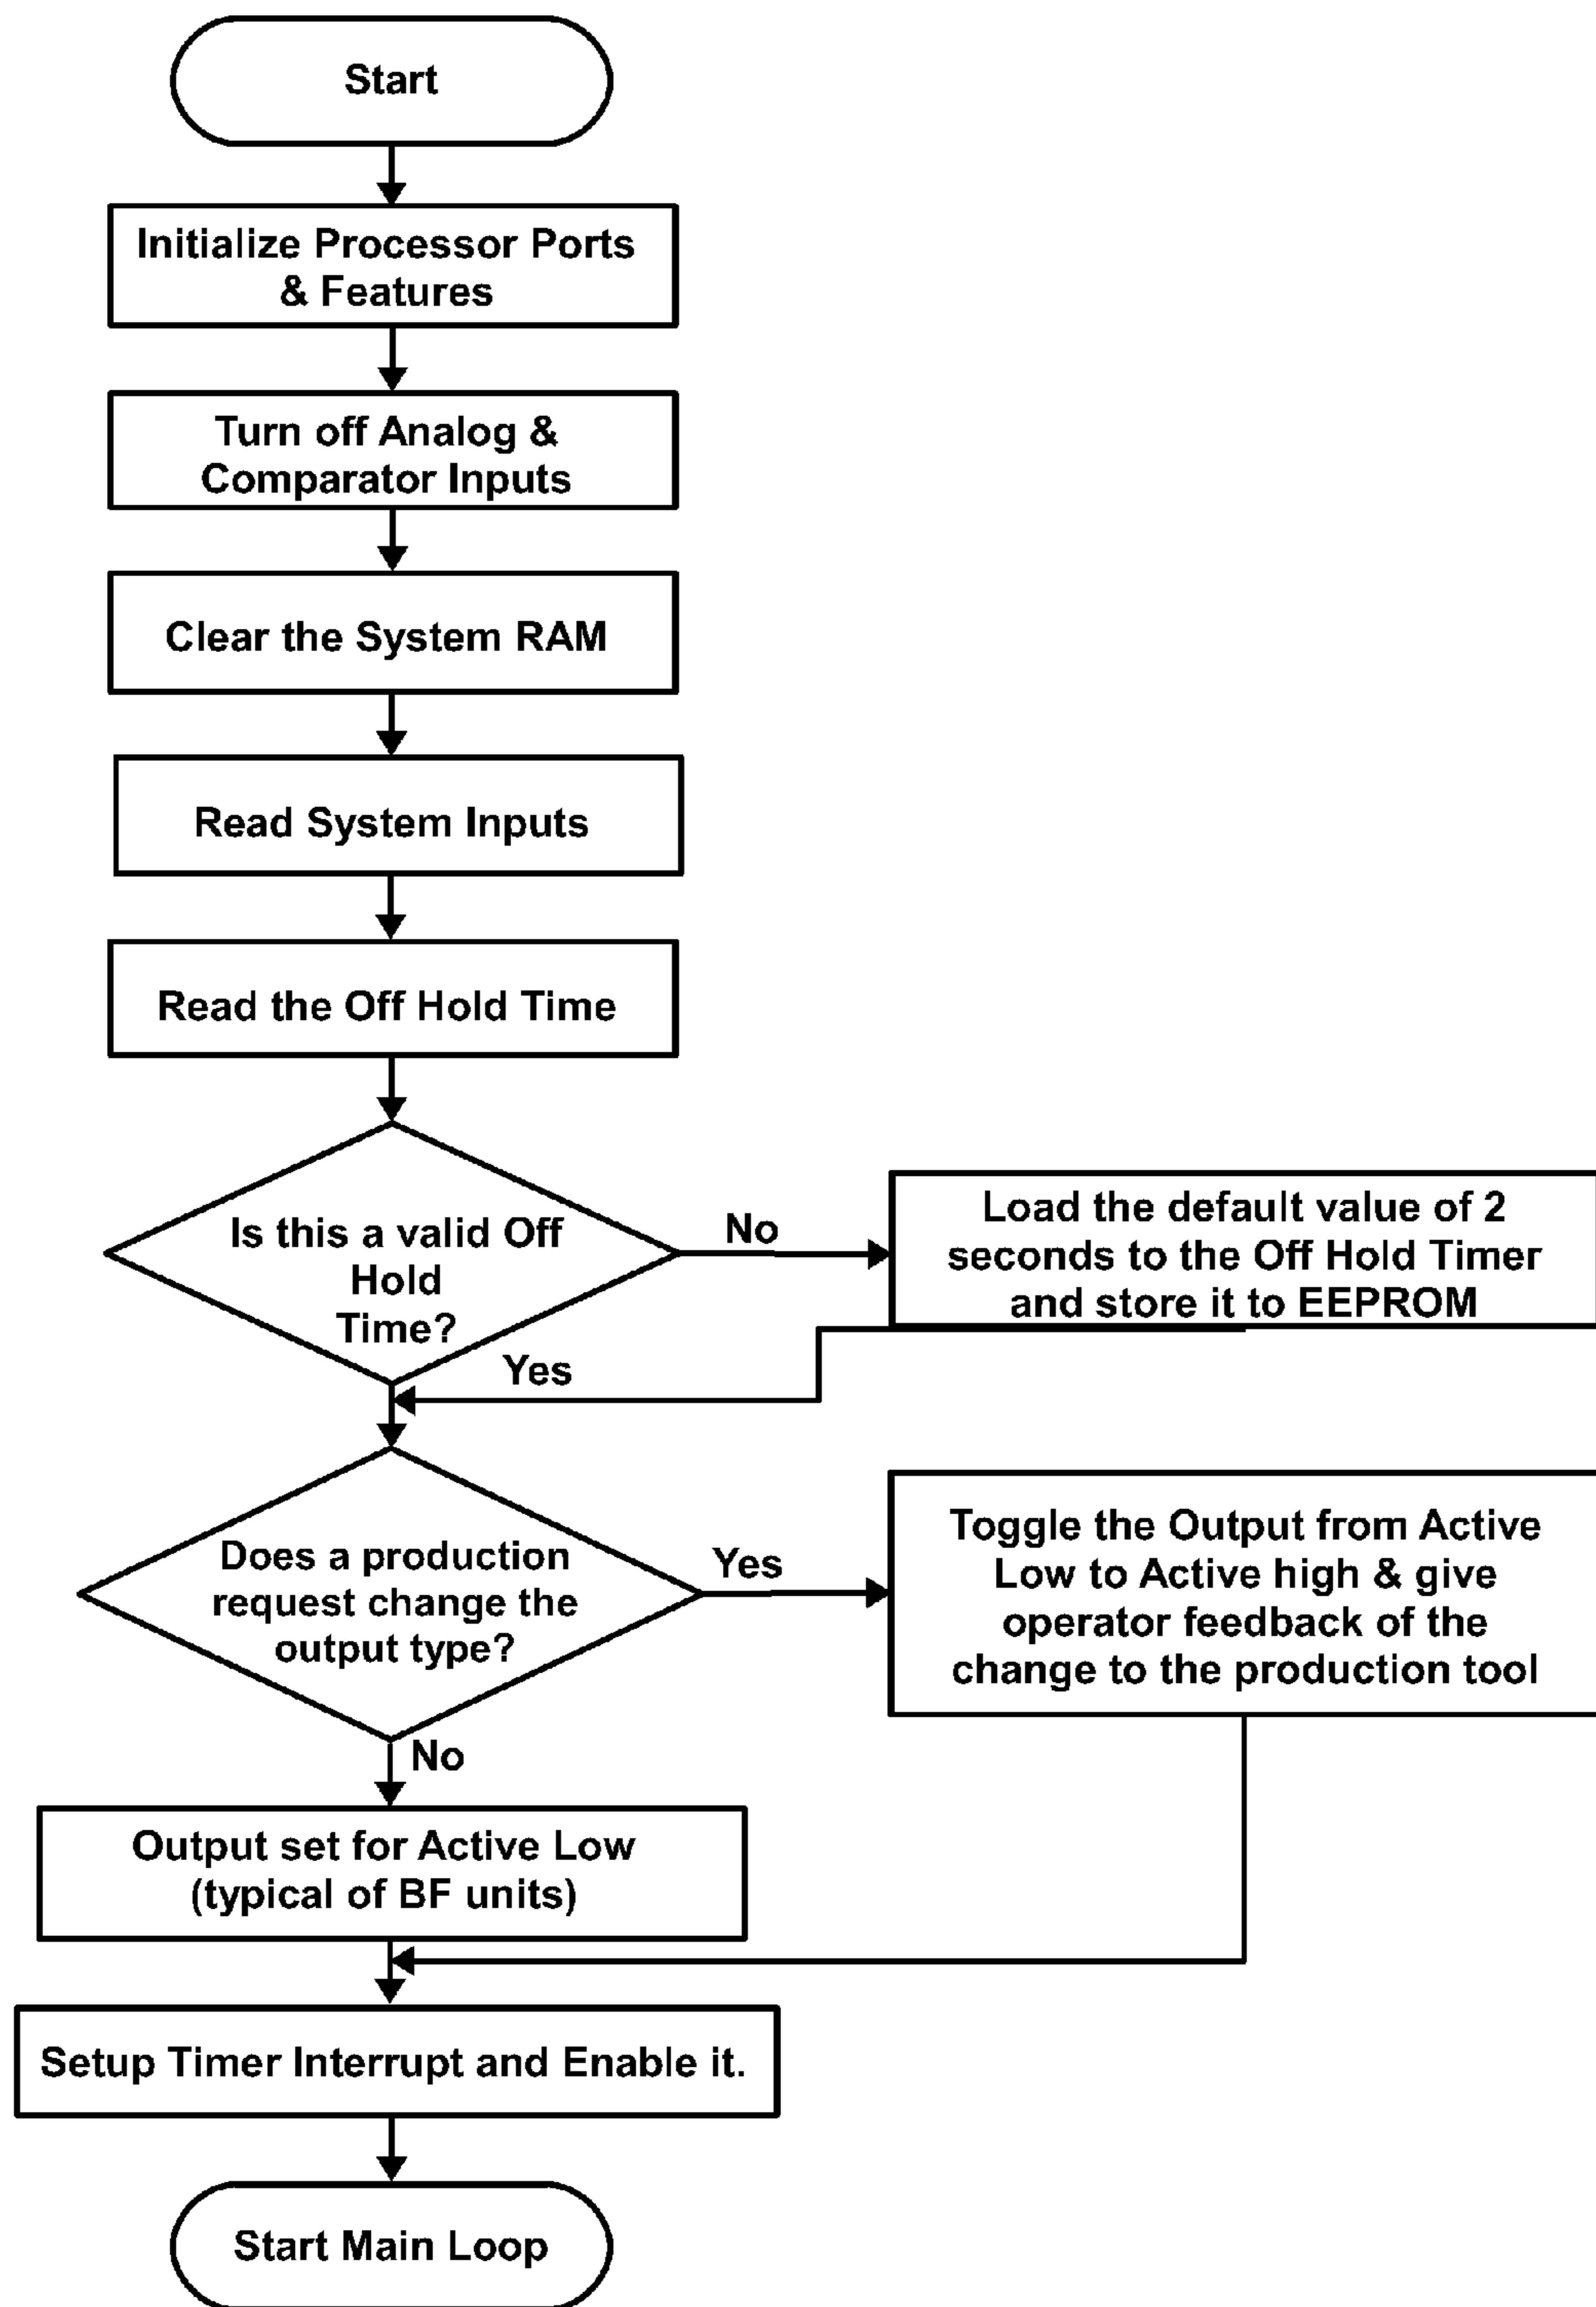 Start
Initialize Processor Ports
& Features
Turn off Analog &
Comparator Inputs
Clear the System RAM
Read System Inputs
Read the Off Hold Time
Is this a valid Off
Hold
Time?
No
Load the default value of 2
seconds to the Off Hold Timer
and store it to EEPROM
Yes
Does a production
request change the
output type?
Yes
Toggle the Output from Active
Low to Active high & give
operator feedback of the
change to the production tool
No
Output set for Active Low
(typical of BF units)
Setup Timer Interrupt and Enable it.
Start Main Loop